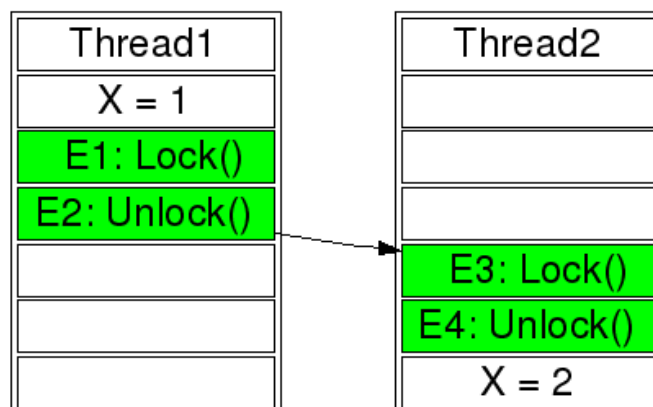 Thread1
X = 1
E1: Lock()
E2: Unlock()
Thread2
E3: Lock()
E4: Unlock()
X = 2